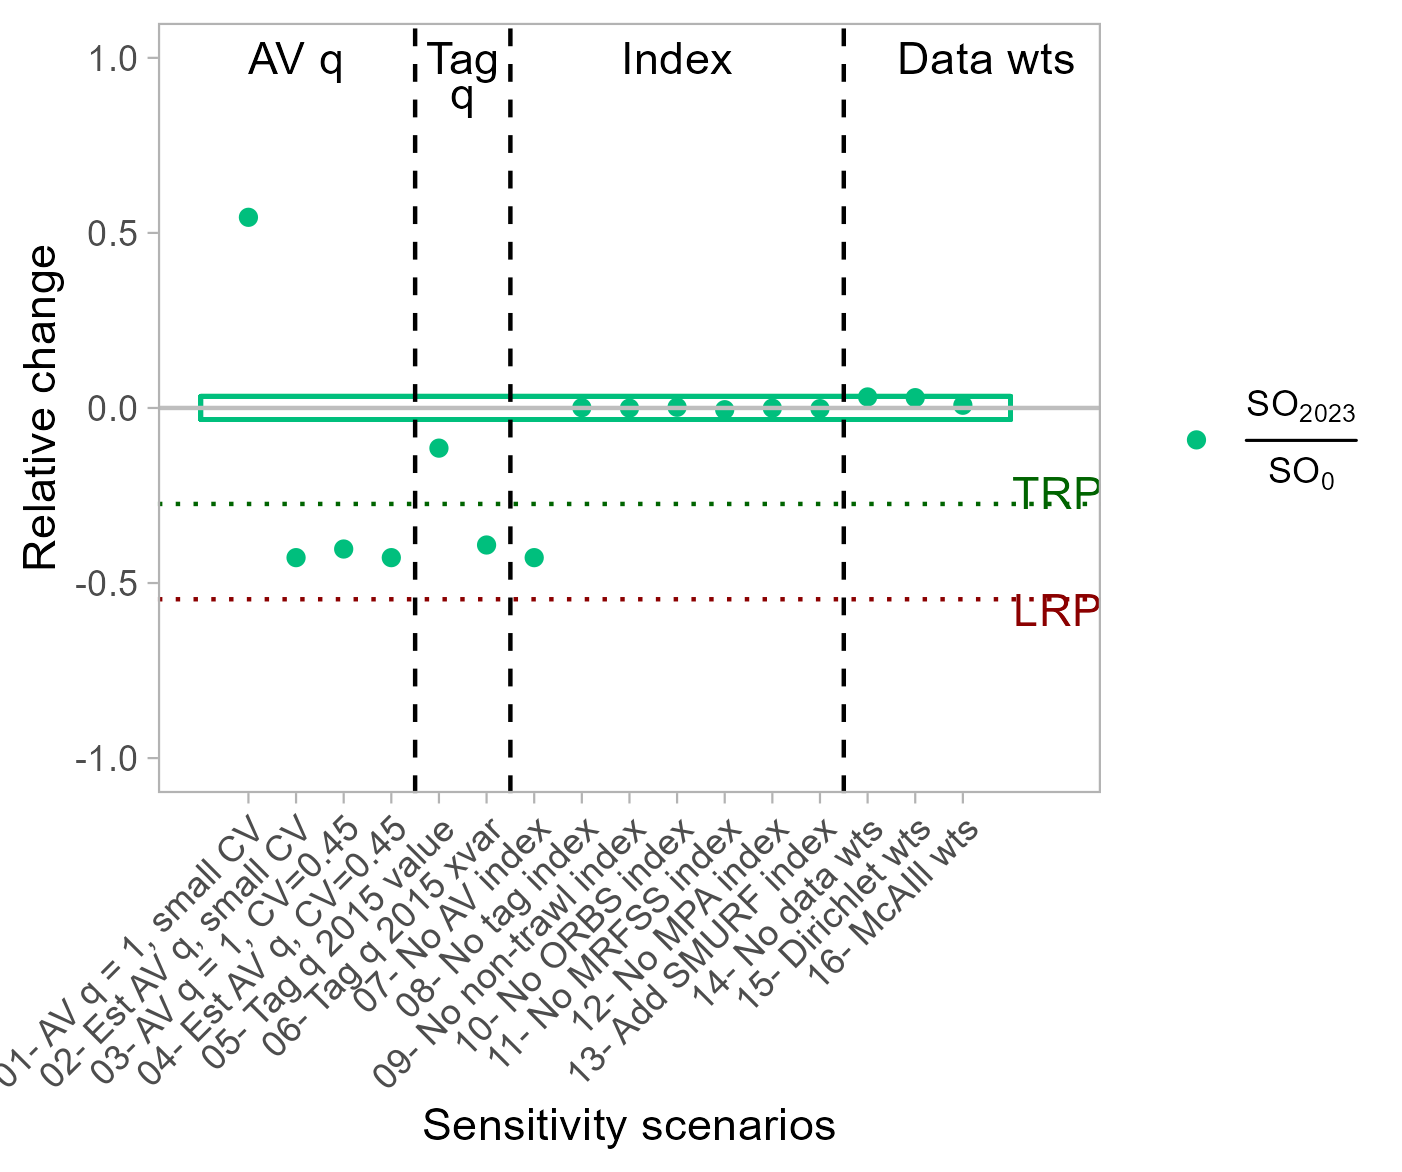 AV q
Tag
q
Index
Data wts
1.0
0.5
0.0
-0.5
-1.0
Relative change
TRP
LRP
SO2023
SO0
01- AV q = 1, small CV
02- Est AV q, small CV
03- AV q = 1, CV=0.45
04- Est AV q, CV=0.45
05- Tag q 2015 value
06- Tag q 2015 xvar
07- No AV index
08- No tag index
09- No non-trawl index
10- No ORBS index
11- No MRFSS index
12- No MPA index
13- Add SMURF index
14- No data wts
15- Dirichlet wts
16- McAlll wts
Sensitivity scenarios